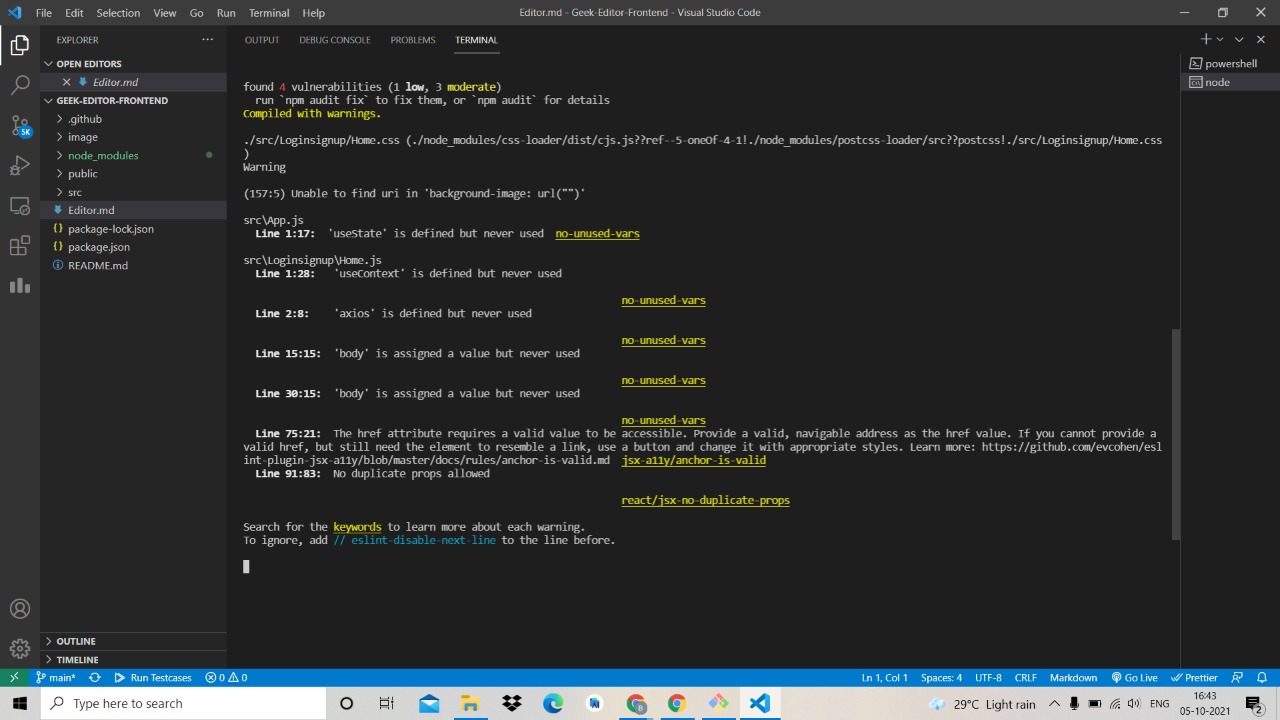 File Edit Selection View Go Run Terminal Help
Editor.md - Geek-Editor-Frontend - Visual Studio Code
EXPLORER
OPEN EDITORS
Editor.md
GEEK-EDITOR-FRONTEND
.github
image
node_modules
public
src
Editor.md
package-lock.json
package.json
README.md
OUTLINE
TIMELINE
5K
OUTPUT DEBUG CONSOLE PROBLEMS TERMINAL
powershell
node
found 4 vulnerabilities (1 low, 3 moderate)
run `npm audit fix` to fix them, or `npm audit` for details
Compiled with warnings.
./src/Loginsignup/Home.css (./node_modules/css-loader/dist/cjs.js??ref--5-oneOf-4-1!./node_modules/postcss-loader/src??postcss!./src/Loginsignup/Home.css
)
Warning
(157:5) Unable to find uri in 'background-image: url("")'
src\App.js
Line 1:17: 'useState' is defined but never used no-unused-vars
src\Loginsignup\Home.js
Line 1:28: 'useContext' is defined but never used
no-unused-vars
Line 2:8: 'axios' is defined but never used
no-unused-vars
Line 15:15: 'body' is assigned a value but never used
no-unused-vars
Line 30:15: 'body' is assigned a value but never used
no-unused-vars
Line 75:21: The href attribute requires a valid value to be accessible. Provide a valid, navigable address as the href value. If you cannot provide a
valid href, but still need the element to resemble a link, use a button and change it with appropriate styles. Learn more: https://github.com/evcohen/esl
int-plugin-jsx-a11y/blob/master/docs/rules/anchor-is-valid.md jsx-a11y/anchor-is-valid
Line 91:83: No duplicate props allowed
react/jsx-no-duplicate-props
Search for the keywords to learn more about each warning.
To ignore, add // eslint-disable-next-line to the line before.
main* Run Testcases 0 0 Ln 1, Col 1 Spaces: 4 UTF-8 CRLF Markdown Go Live Prettier
Type here to search
29°C Light rain ENG
16:43
05-10-2021
2